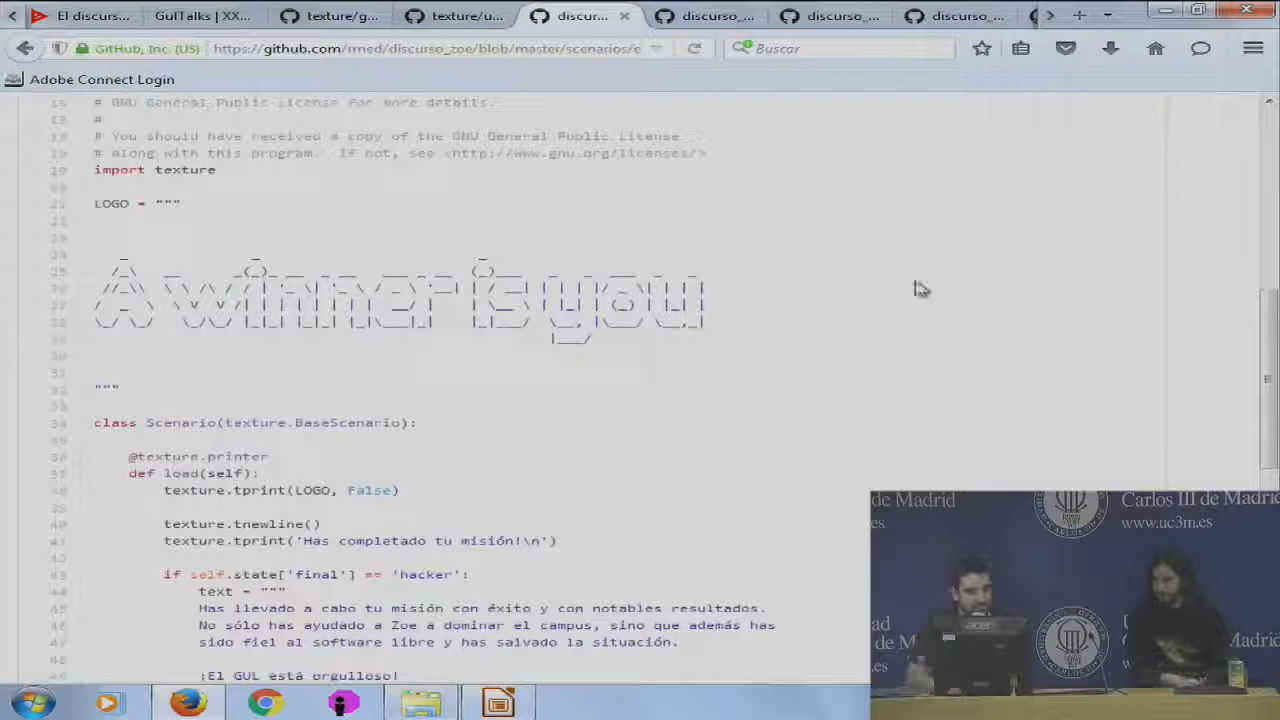 El discurs...
GulTalks | XX...
texture/g...
texture/u...
discur...
discurso_...
discurso_...
discurso_...
GitHub, Inc. (US)
https://github.com/rmed/discurso_zoe/blob/master/scenarios/e
Buscar
Adobe Connect Login
# GNU General Public License for more details.
#
# You should have received a copy of the GNU General Public License
# along with this program. If not, see <http://www.gnu.org/licenses/>
import texture
LOGO = """
A winner is you
"""
class Scenario(texture.BaseScenario):
@texture.printer
def load(self):
texture.tprint(LOGO, False)
texture.tnewline()
texture.tprint('Has completado tu misión!\n')
if self.state['final'] == 'hacker':
text = """
Has llevado a cabo tu misión con éxito y con notables resultados.
No sólo has ayudado a Zoe a dominar el campus, sino que además has
sido fiel al software libre y has salvado la situación.
¡El GUL está orgulloso!
de Madrid
Carlos III de Madrid
www.uc3m.es
acer